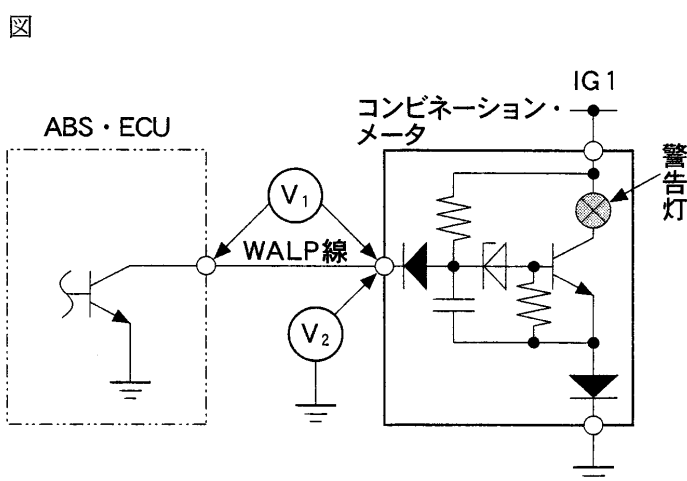 図
IG1
コンビネーション・
メータ
ABS・ECU
警告灯
V₁
WALP線
V₂